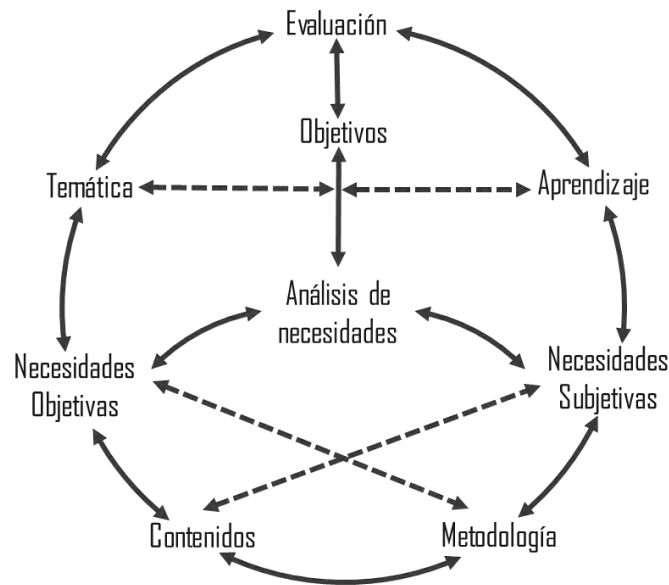 Evaluación
Objetivos
Temática
Aprendizaje
Análisis de
necesidades
Necesidades
Objetivas
Necesidades
Subjetivas
Contenidos
Metodología